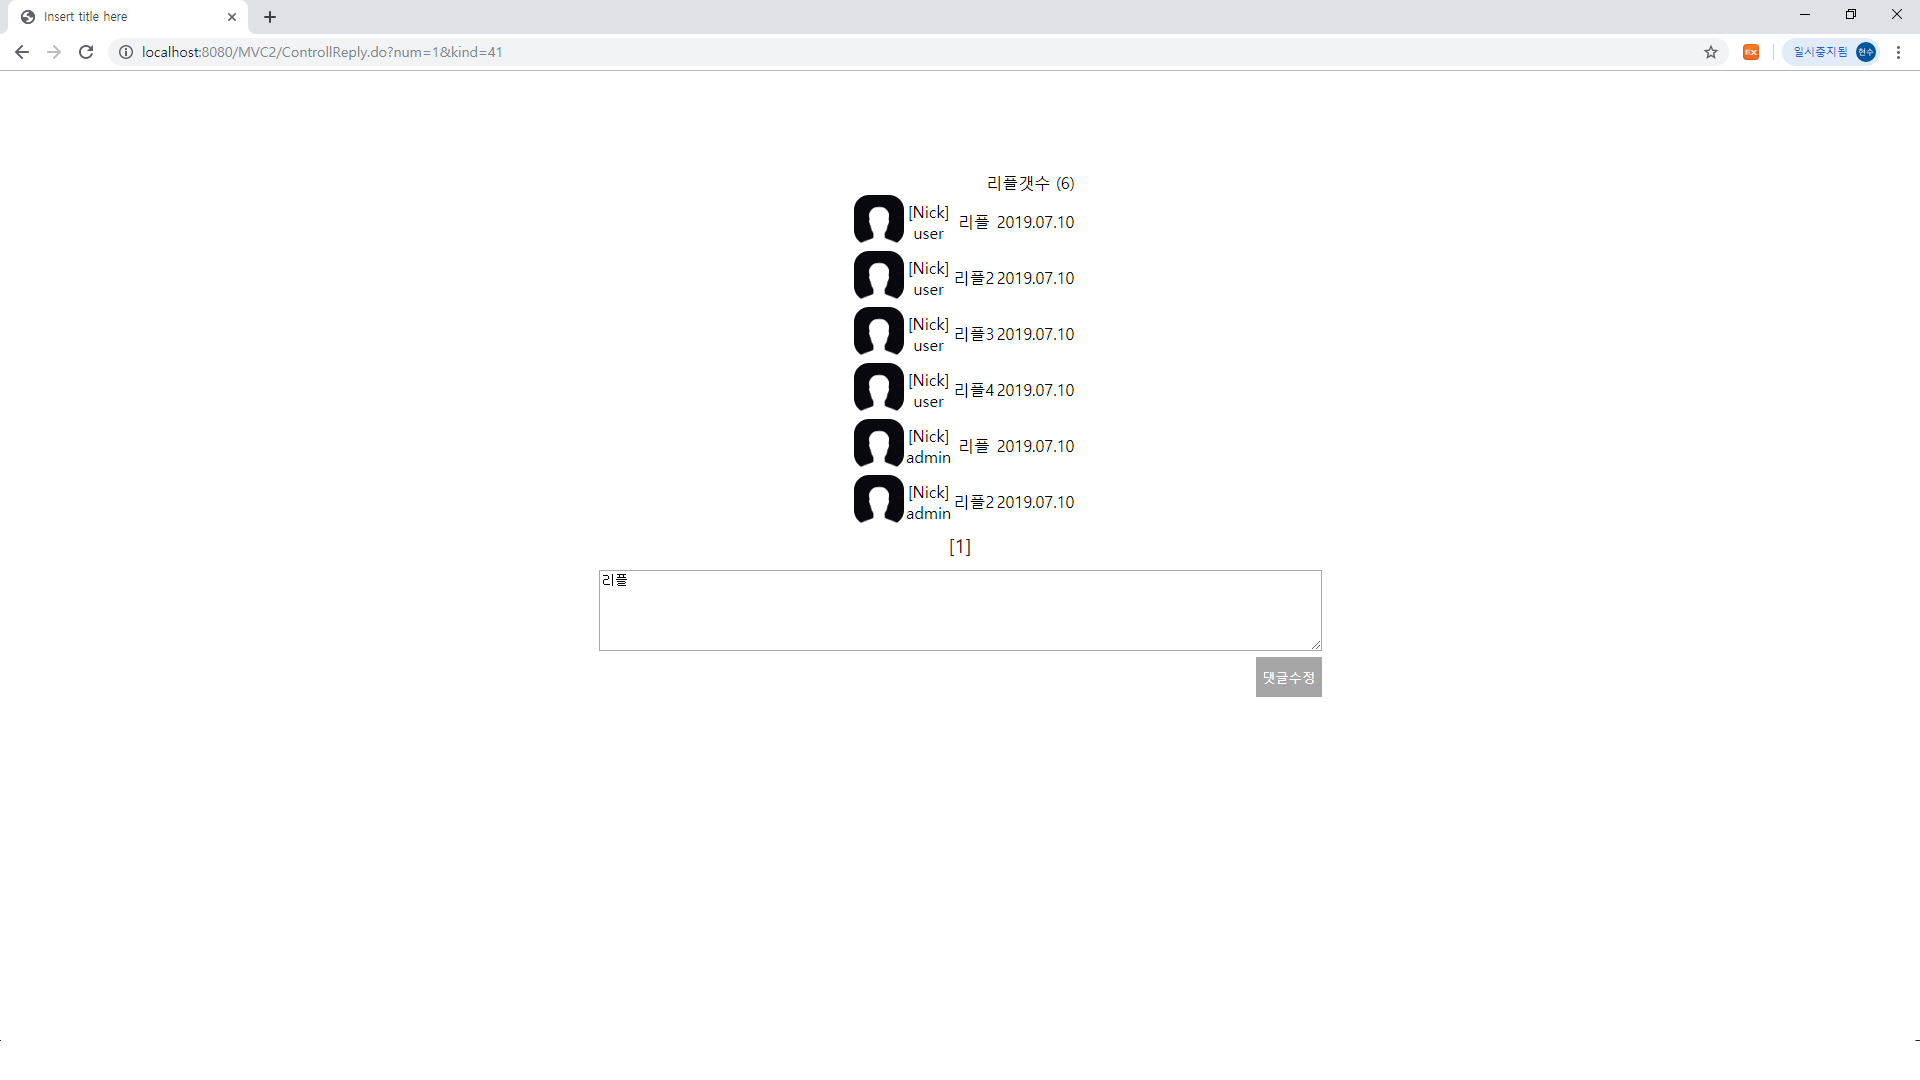 Insert title here
localhost:8080/MVC2/ControllReply.do?num=1&kind=41
일시중지됨 현수
리플갯수 (6)
[Nick]
user 리플 2019.07.10
[Nick]
user 리플2 2019.07.10
[Nick]
user 리플3 2019.07.10
[Nick]
user 리플4 2019.07.10
[Nick]
admin 리플 2019.07.10
[Nick]
admin 리플2 2019.07.10
[1]
리플
댓글수정